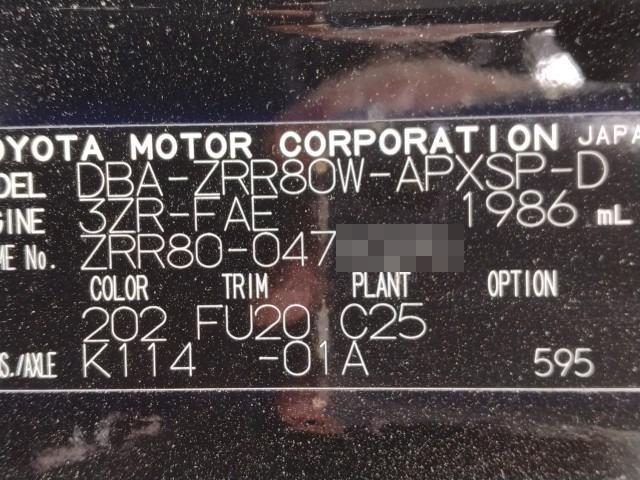 OYOTA MOTOR CORPORATION JAPA
DEL DBA-ZRR80W-APXSP-D
GINE 3ZR-FAE 1986 mL
ME No. ZRR80-047
COLOR TRIM PLANT OPTION
202 FU20 C25
S./AXLE K114 -01A 595